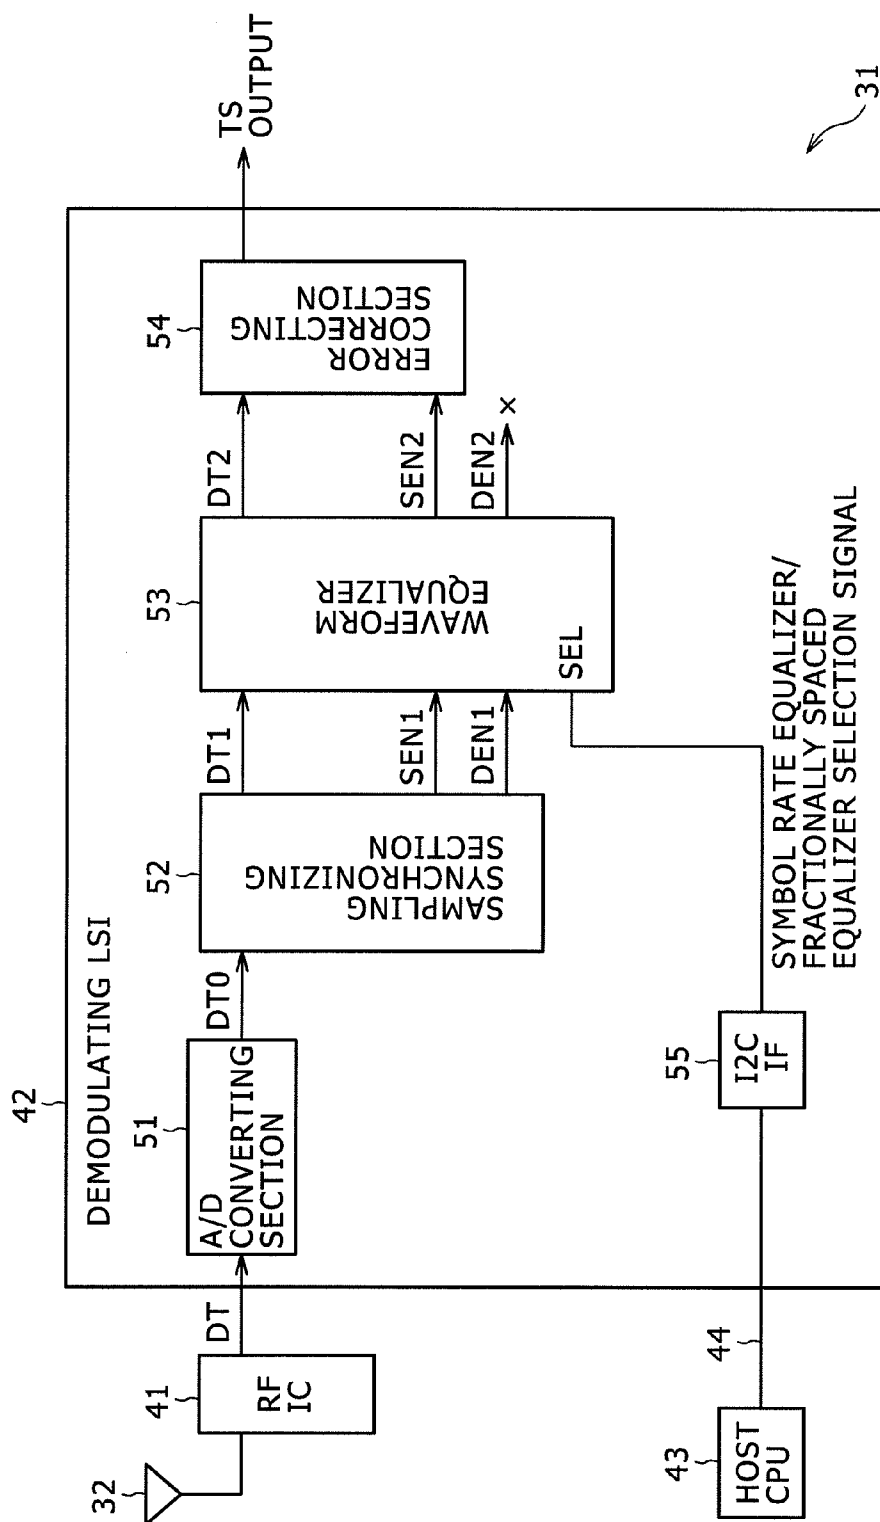 32
41
RF
IC
DT
42
DEMODULATING LSI
51
A/D
CONVERTING
SECTION
DT0
52
SAMPLING
SYNCHRONIZING
SECTION
DT1
SEN1
DEN1
53
WAVEFORM
EQUALIZER
SEL
DT2
SEN2
DEN2
×
54
ERROR
CORRECTING
SECTION
TS
OUTPUT
43
HOST
CPU
44
55
I2C
IF
SYMBOL RATE EQUALIZER/
FRACTIONALLY SPACED
EQUALIZER SELECTION SIGNAL
31